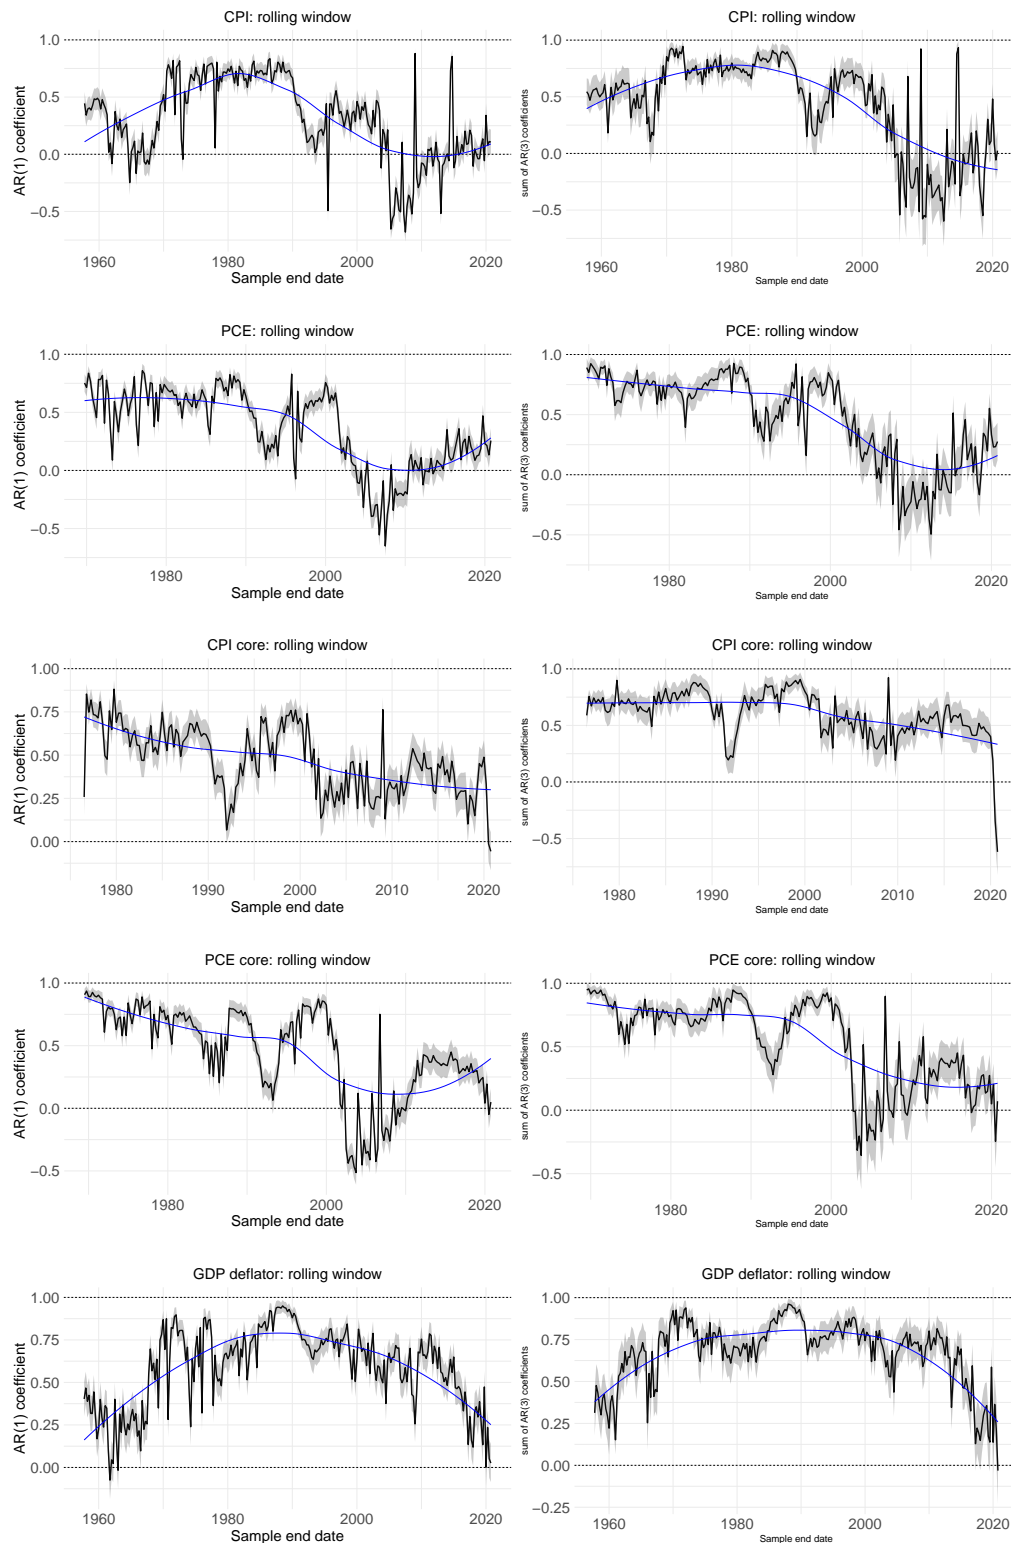 CPI: rolling window
AR(1) coefficient
1.0
0.5
0.0
−0.5
1960 1980 2000 2020
Sample end date
CPI: rolling window
sum of AR(3) coefficients
1.0
0.5
0.0
−0.5
1960 1980 2000 2020
Sample end date
PCE: rolling window
AR(1) coefficient
1.0
0.5
0.0
−0.5
1980 2000 2020
Sample end date
PCE: rolling window
sum of AR(3) coefficients
1.0
0.5
0.0
−0.5
1980 2000 2020
Sample end date
CPI core: rolling window
AR(1) coefficient
1.00
0.75
0.50
0.25
0.00
1980 1990 2000 2010 2020
Sample end date
CPI core: rolling window
sum of AR(3) coefficients
1.0
0.5
0.0
−0.5
1980 1990 2000 2010 2020
Sample end date
PCE core: rolling window
AR(1) coefficient
1.0
0.5
0.0
−0.5
1980 2000 2020
Sample end date
PCE core: rolling window
sum of AR(3) coefficients
1.0
0.5
0.0
−0.5
1980 2000 2020
Sample end date
GDP deflator: rolling window
AR(1) coefficient
1.00
0.75
0.50
0.25
0.00
1960 1980 2000 2020
Sample end date
GDP deflator: rolling window
sum of AR(3) coefficients
1.00
0.75
0.50
0.25
0.00
−0.25
1960 1980 2000 2020
Sample end date